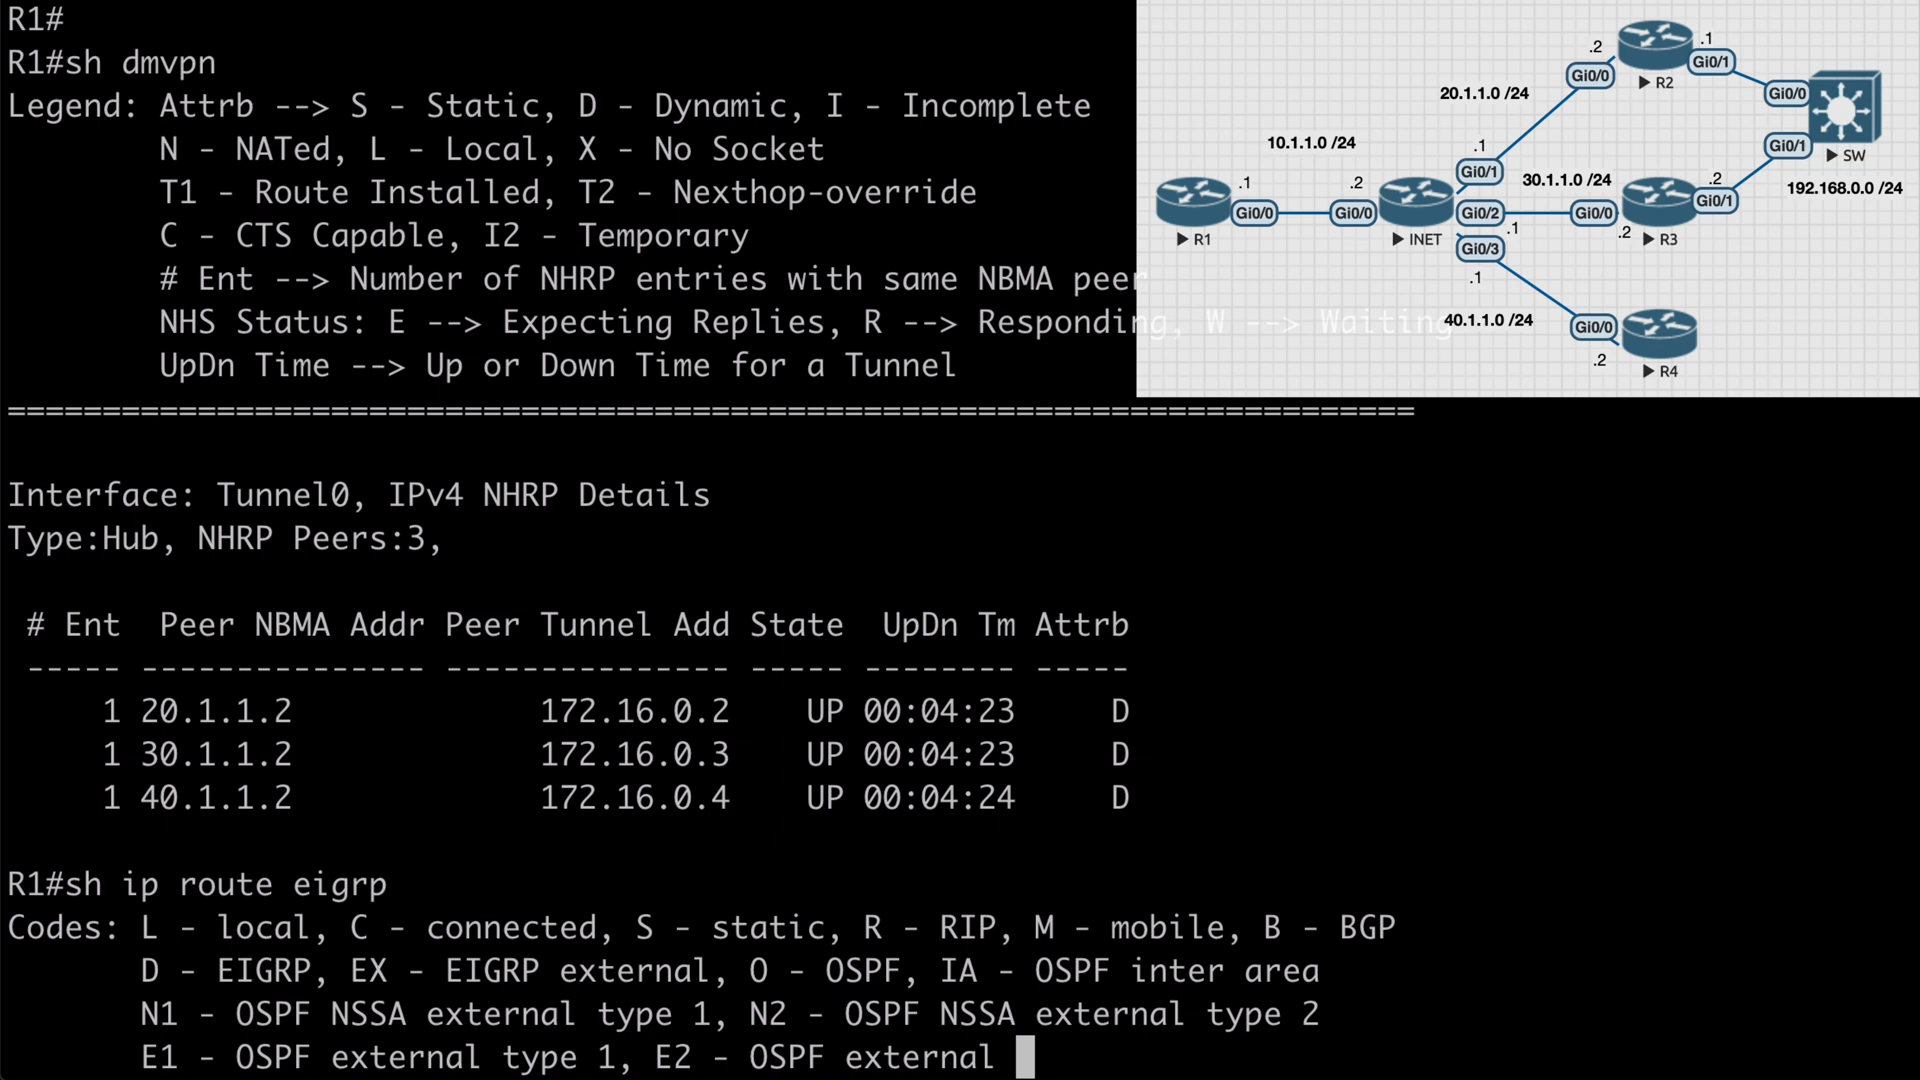 R1#
R1#sh dmvpn
Legend: Attrb --> S - Static, D - Dynamic, I - Incomplete
N - NATed, L - Local, X - No Socket
T1 - Route Installed, T2 - Nexthop-override
C - CTS Capable, I2 - Temporary
# Ent --> Number of NHRP entries with same NBMA peer
NHS Status: E --> Expecting Replies, R --> Responding, W --> Waiting
UpDn Time --> Up or Down Time for a Tunnel
==========================================================================
Interface: Tunnel0, IPv4 NHRP Details
Type:Hub, NHRP Peers:3,
# Ent  Peer NBMA Addr Peer Tunnel Add State  UpDn Tm Attrb
----- --------------- --------------- ----- -------- -----
1 20.1.1.2 172.16.0.2 UP 00:04:23 D
1 30.1.1.2 172.16.0.3 UP 00:04:23 D
1 40.1.1.2 172.16.0.4 UP 00:04:24 D
R1#sh ip route eigrp
Codes: L - local, C - connected, S - static, R - RIP, M - mobile, B - BGP
D - EIGRP, EX - EIGRP external, O - OSPF, IA - OSPF inter area
N1 - OSPF NSSA external type 1, N2 - OSPF NSSA external type 2
E1 - OSPF external type 1, E2 - OSPF external
.2
.1
Gi0/0
R2
Gi0/1
Gi0/0
20.1.1.0 /24
10.1.1.0 /24
.1
Gi0/1
Gi0/1
SW
192.168.0.0 /24
.1
.2
Gi0/0
Gi0/0
R1
INET
30.1.1.0 /24
Gi0/2
.1
Gi0/0
.2
R3
.2
Gi0/1
Gi0/3
.1
40.1.1.0 /24
Gi0/0
.2
R4